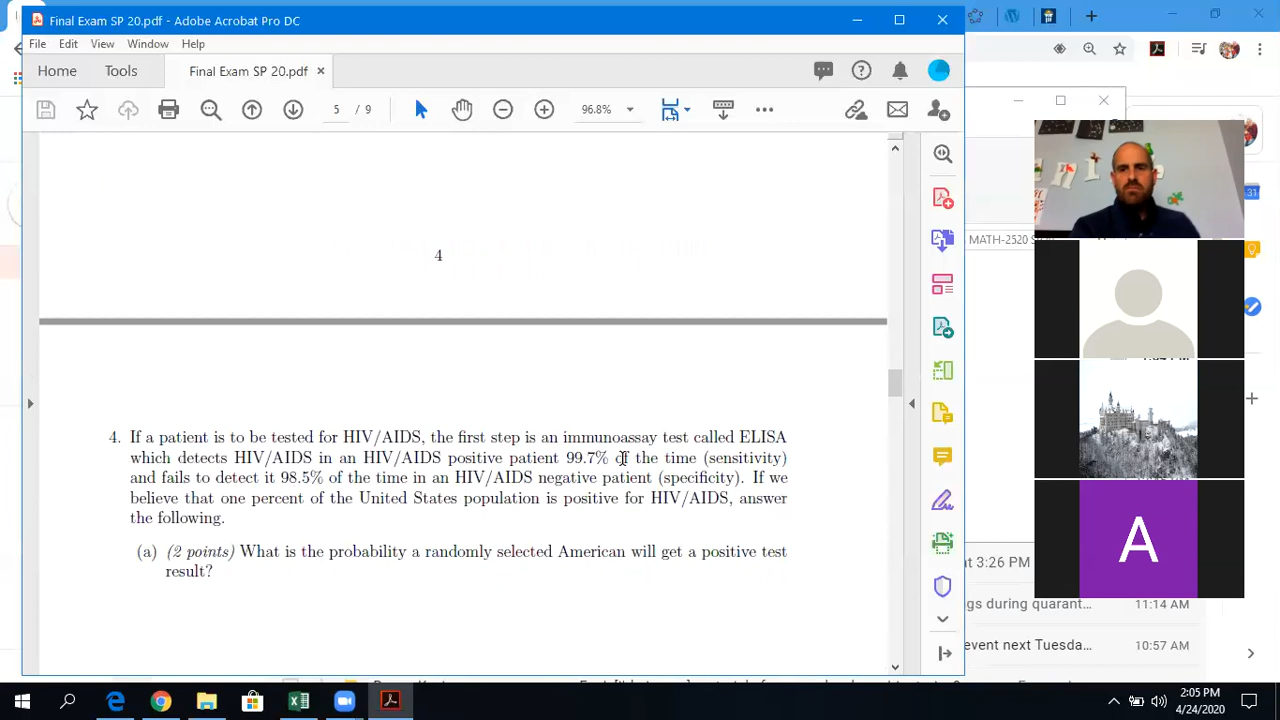 Final Exam SP 20.pdf - Adobe Acrobat Pro DC
File Edit View Window Help
Home Tools Final Exam SP 20.pdf ×
5 / 9 96.8%
4
31
MATH-2520
4. If a patient is to be tested for HIV/AIDS, the first step is an immunoassay test called ELISA
which detects HIV/AIDS in an HIV/AIDS positive patient 99.7% of the time (sensitivity)
and fails to detect it 98.5% of the time in an HIV/AIDS negative patient (specificity). If we
believe that one percent of the United States population is positive for HIV/AIDS, answer
the following.
(a) (2 points) What is the probability a randomly selected American will get a positive test
result?
A
at 3:26 PM
gs during quarant... 11:14 AM
event next Tuesda... 10:57 AM
2:05 PM
4/24/2020